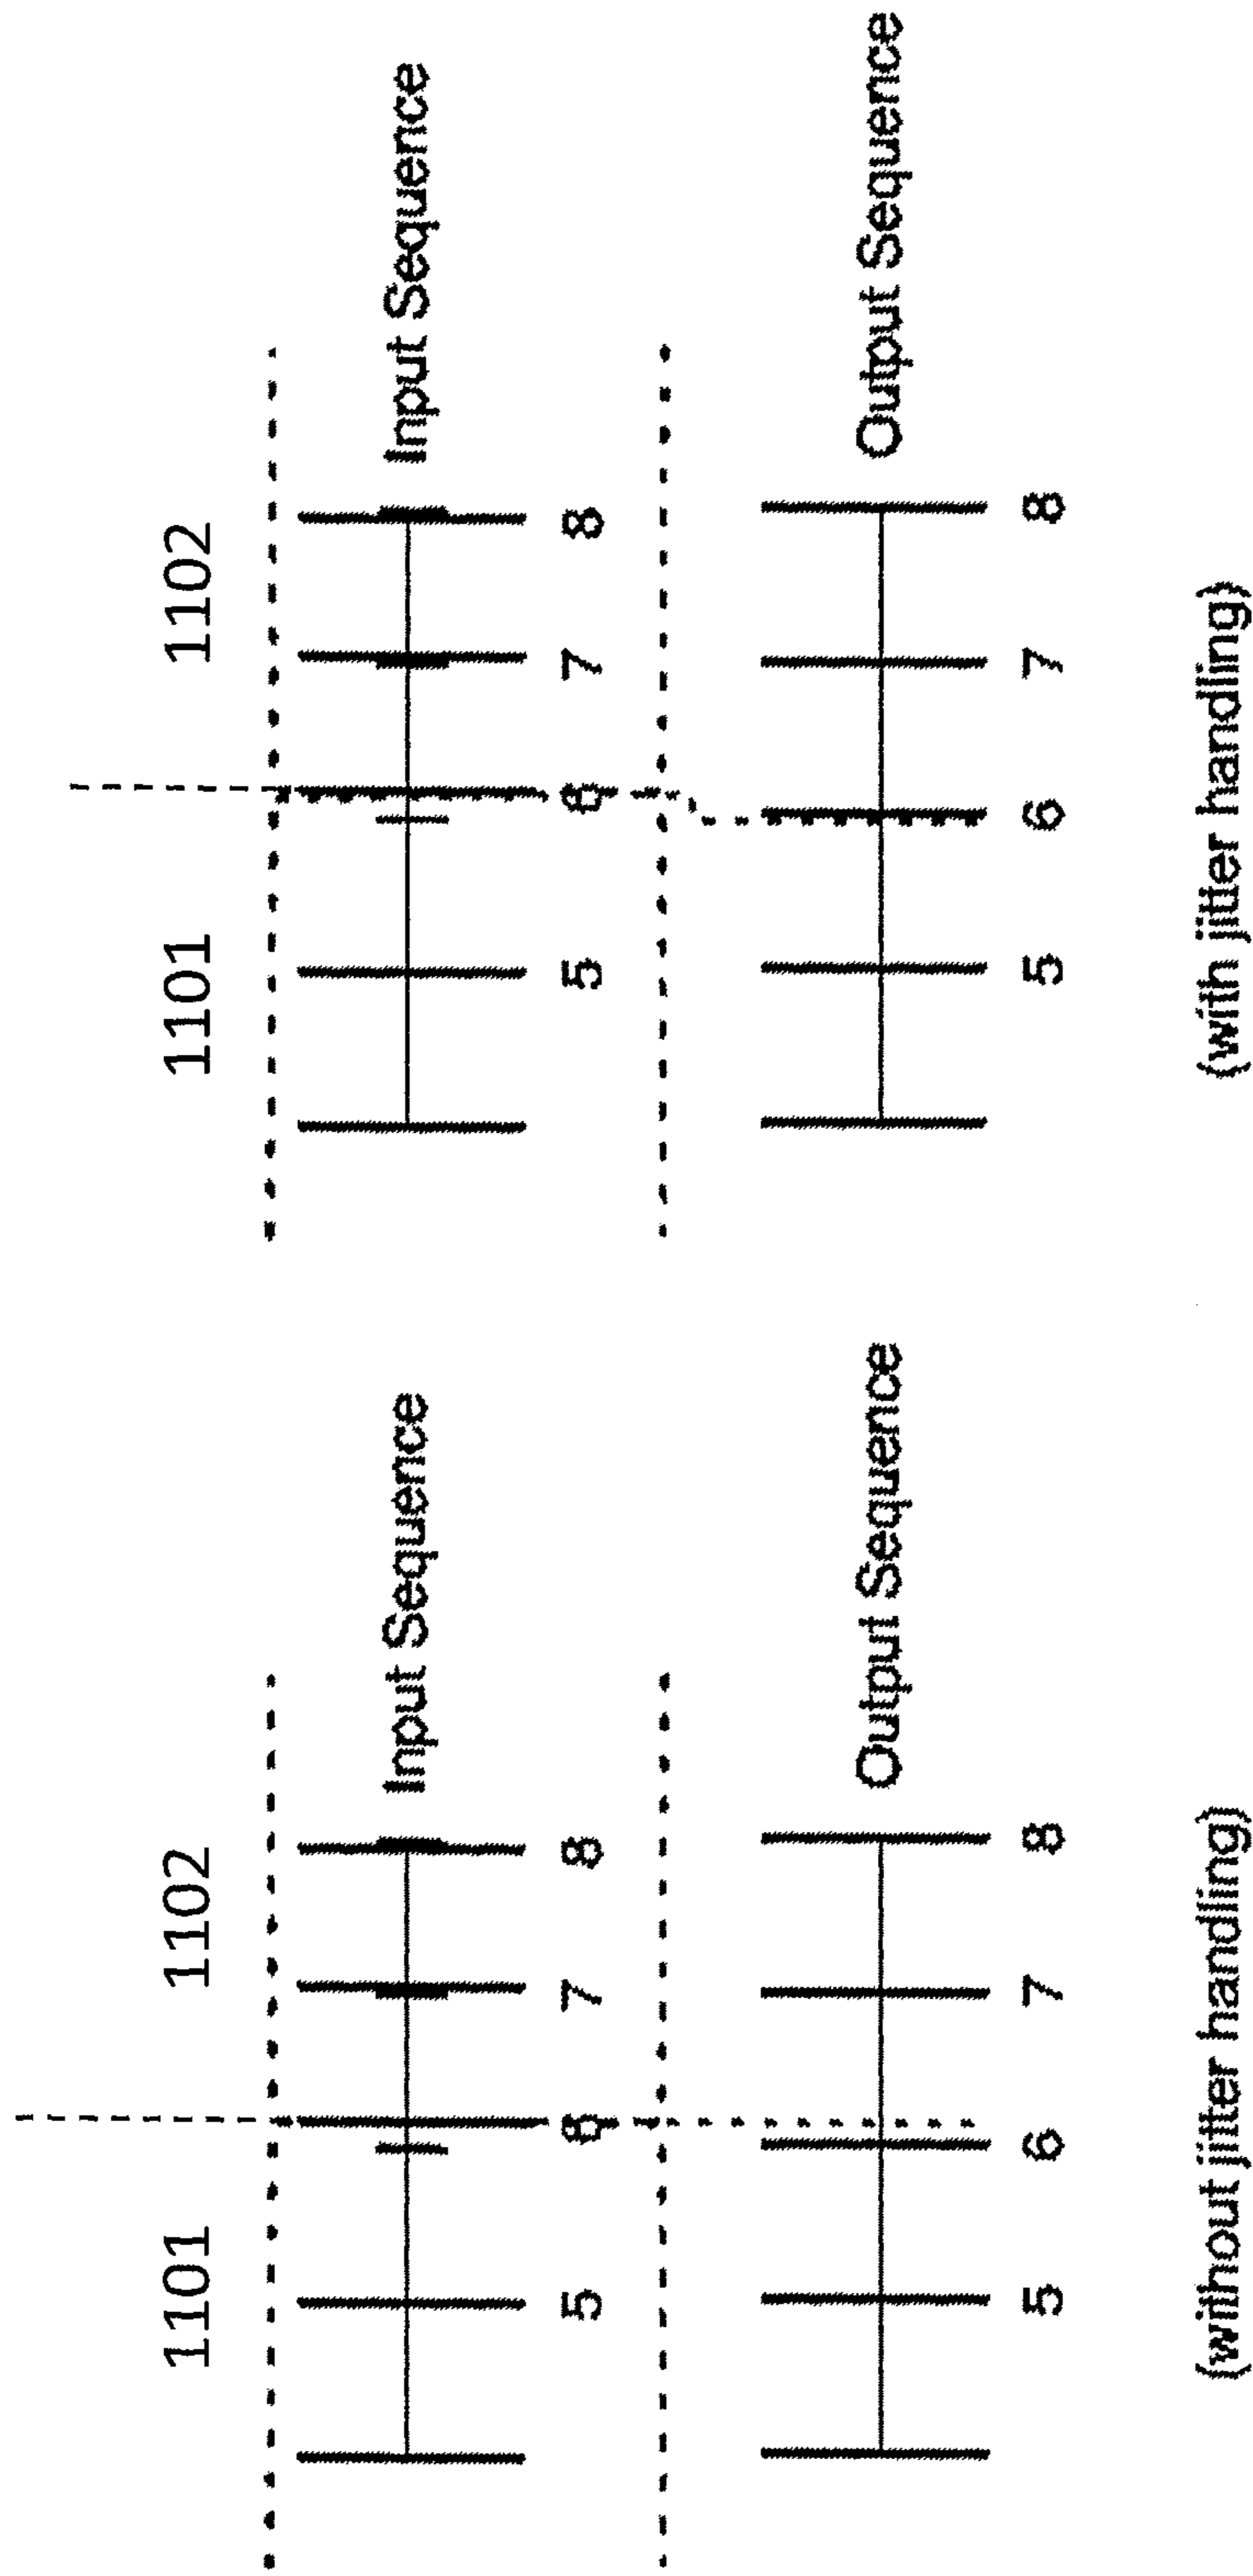 1101 1102
Input Sequence
5 6 7 8
Output Sequence
5 6 7 8
(without jitter handling)
1101 1102
Input Sequence
5 6 7 8
Output Sequence
5 6 7 8
(with jitter handling)